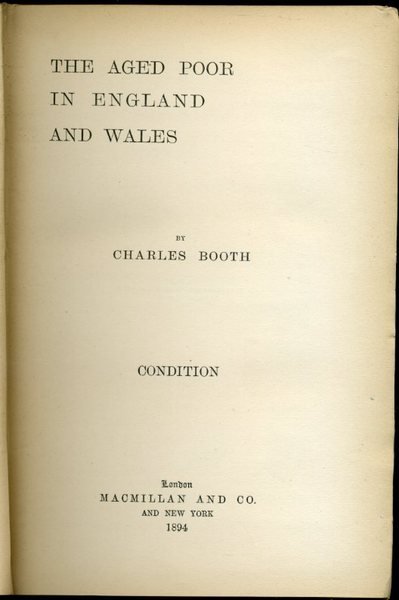 THE AGED POOR
IN ENGLAND
AND WALES
BY
CHARLES BOOTH
CONDITION
London
MACMILLAN AND CO.
AND NEW YORK
1894